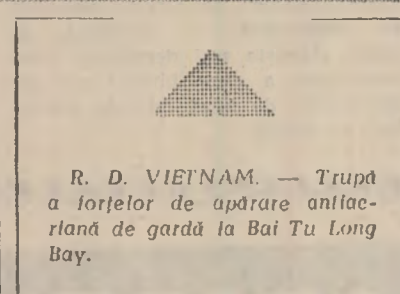 R. D. VIETNAM. — Trupă
a forțelor de apărare antiae-
riană de gardă la Bai Tu Long
Bay.